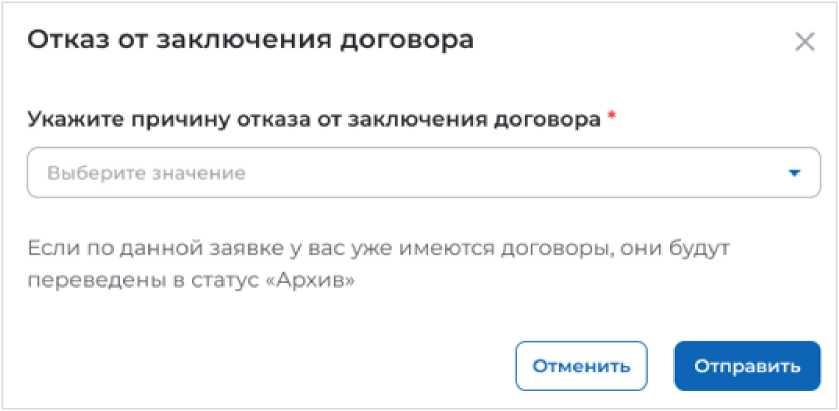 Отказ от заключения договора
Укажите причину отказа от заключения договора *
Выберите значение
Если по данной заявке у вас уже имеются договоры, они будут
переведены в статус «Архив»
Отменить
Отправить